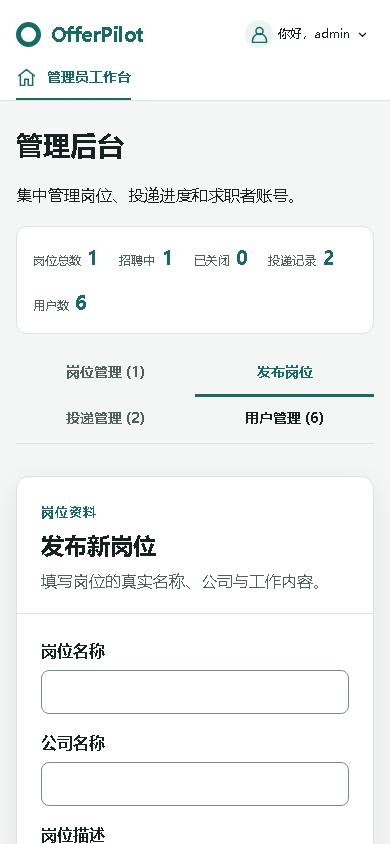 OfferPilot
你好，admin
管理员工作台
管理后台
集中管理岗位、投递进度和求职者账号。
岗位总数 1 招聘中 1 已关闭 0 投递记录 2
用户数 6
岗位管理 (1) 发布岗位
投递管理 (2) 用户管理 (6)
岗位资料
发布新岗位
填写岗位的真实名称、公司与工作内容。
岗位名称
公司名称
岗位描述